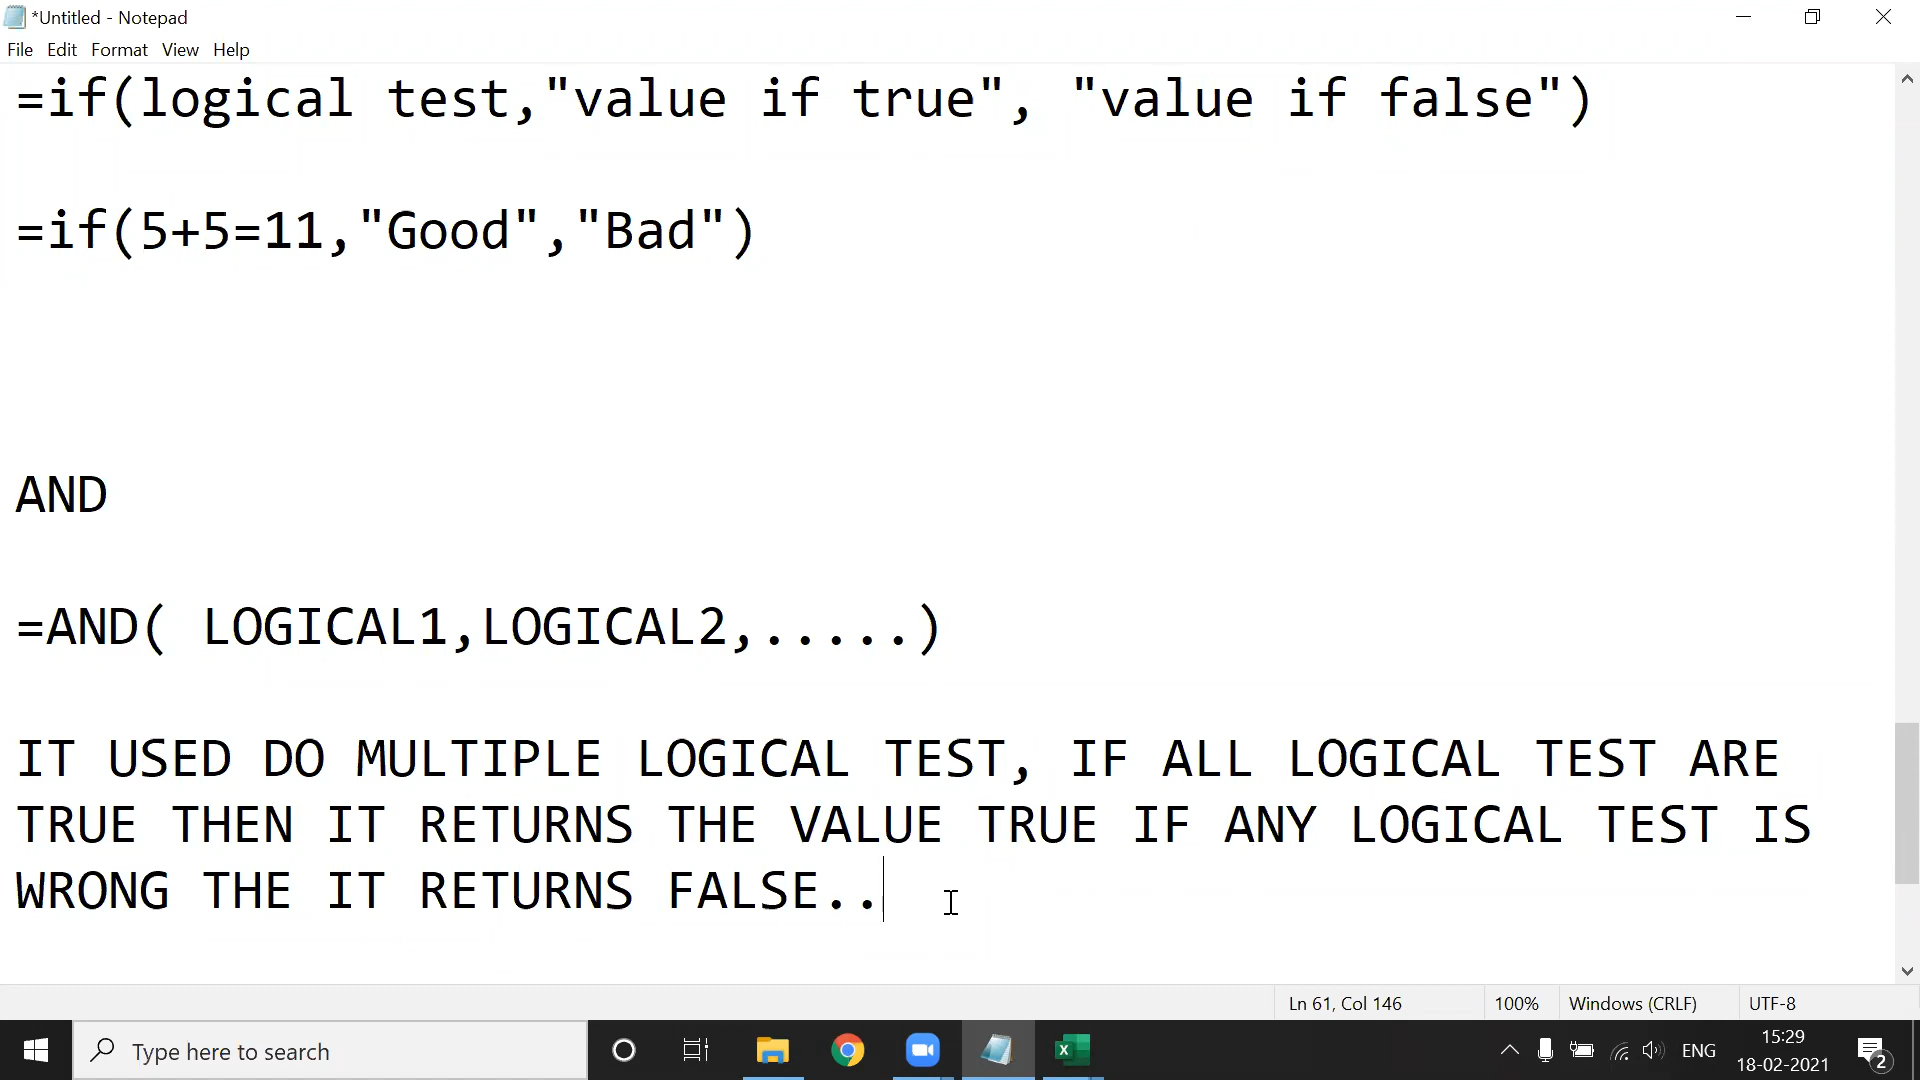 *Untitled - Notepad
File Edit Format View Help
=if(logical test,"value if true", "value if false")
=if(5+5=11,"Good","Bad")
AND
=AND( LOGICAL1,LOGICAL2,.....)
IT USED DO MULTIPLE LOGICAL TEST, IF ALL LOGICAL TEST ARE
TRUE THEN IT RETURNS THE VALUE TRUE IF ANY LOGICAL TEST IS
WRONG THE IT RETURNS FALSE..
Ln 61, Col 146
100%
Windows (CRLF)
UTF-8
Type here to search
ENG
15:29
18-02-2021
2